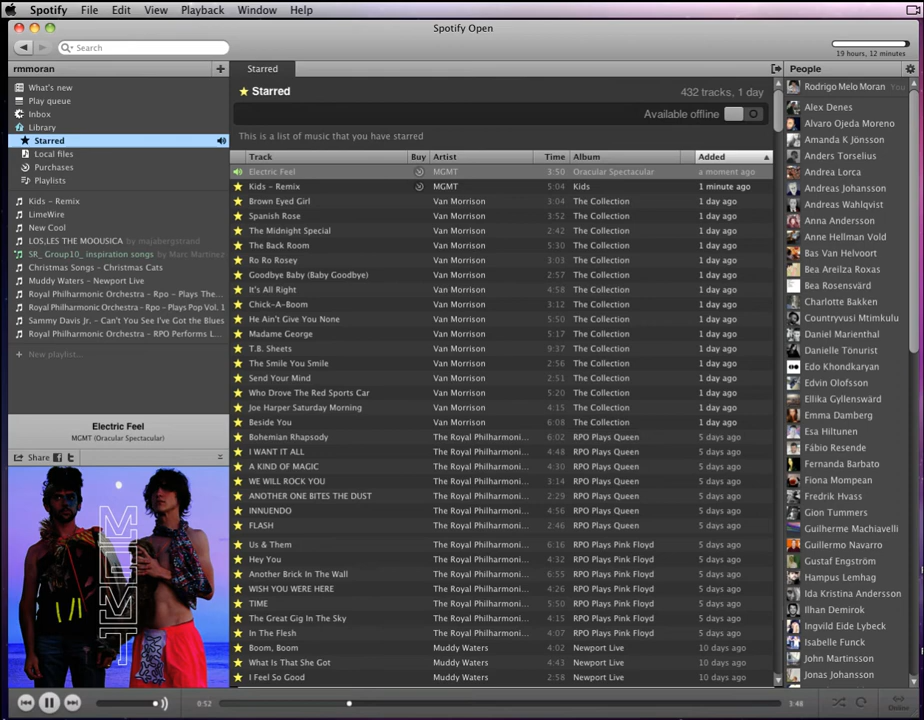 Spotify File Edit View Playback Window Help
Spotify Open
Search
19 hours, 12 minutes
rmmoran
What's new
Play queue
Inbox
Library
Starred
Local files
Purchases
Playlists
Kids – Remix
LimeWire
New Cool
LOS,LES THE MOOUSICA by majabergstrand
SR_ Group10_ inspiration songs by Marc Martinez
Christmas Songs – Christmas Cats
Muddy Waters – Newport Live
Royal Philharmonic Orchestra – Rpo – Plays The...
Royal Philharmonic Orchestra – RPO Plays Pop Vol. 1
Sammy Davis Jr. – Can't You See I've Got the Blues
Royal Philharmonic Orchestra – RPO Performs L...
New playlist...
Electric Feel
MGMT (Oracular Spectacular)
Share
MGMT
Starred
Starred
432 tracks, 1 day
Available offline
This is a list of music that you have starred
Track Buy Artist Time Album Added
Electric Feel MGMT 3:50 Oracular Spectacular a moment ago
Kids – Remix MGMT 5:04 Kids 1 minute ago
Brown Eyed Girl Van Morrison 3:04 The Collection 1 day ago
Spanish Rose Van Morrison 3:52 The Collection 1 day ago
The Midnight Special Van Morrison 2:42 The Collection 1 day ago
The Back Room Van Morrison 5:30 The Collection 1 day ago
Ro Ro Rosey Van Morrison 3:03 The Collection 1 day ago
Goodbye Baby (Baby Goodbye) Van Morrison 2:57 The Collection 1 day ago
It's All Right Van Morrison 4:58 The Collection 1 day ago
Chick-A-Boom Van Morrison 3:12 The Collection 1 day ago
He Ain't Give You None Van Morrison 5:09 The Collection 1 day ago
Madame George Van Morrison 5:17 The Collection 1 day ago
T.B. Sheets Van Morrison 9:37 The Collection 1 day ago
The Smile You Smile Van Morrison 2:56 The Collection 1 day ago
Send Your Mind Van Morrison 2:51 The Collection 1 day ago
Who Drove The Red Sports Car Van Morrison 5:20 The Collection 1 day ago
Joe Harper Saturday Morning Van Morrison 4:15 The Collection 1 day ago
Beside You Van Morrison 6:08 The Collection 1 day ago
Bohemian Rhapsody The Royal Philharmoni... 6:02 RPO Plays Queen 5 days ago
I WANT IT ALL The Royal Philharmoni... 4:48 RPO Plays Queen 5 days ago
A KIND OF MAGIC The Royal Philharmoni... 4:32 RPO Plays Queen 5 days ago
WE WILL ROCK YOU The Royal Philharmoni... 3:14 RPO Plays Queen 5 days ago
ANOTHER ONE BITES THE DUST The Royal Philharmoni... 2:29 RPO Plays Queen 5 days ago
INNUENDO The Royal Philharmoni... 4:56 RPO Plays Queen 5 days ago
FLASH The Royal Philharmoni... 2:46 RPO Plays Queen 5 days ago
Us & Them The Royal Philharmoni... 6:16 RPO Plays Pink Floyd 5 days ago
Hey You The Royal Philharmoni... 4:32 RPO Plays Pink Floyd 5 days ago
Another Brick In The Wall The Royal Philharmoni... 6:55 RPO Plays Pink Floyd 5 days ago
WISH YOU WERE HERE The Royal Philharmoni... 4:26 RPO Plays Pink Floyd 5 days ago
TIME The Royal Philharmoni... 5:50 RPO Plays Pink Floyd 5 days ago
The Great Gig In The Sky The Royal Philharmoni... 4:44 RPO Plays Pink Floyd 5 days ago
In The Flesh The Royal Philharmoni... 4:07 RPO Plays Pink Floyd 5 days ago
Boom, Boom Muddy Waters 4:02 Newport Live 10 days ago
What Is That She Got Muddy Waters 4:43 Newport Live 10 days ago
I Feel So Good Muddy Waters 2:58 Newport Live 10 days ago
People
Rodrigo Melo Moran You
Alex Denes
Alvaro Ojeda Moreno
Amanda K Jönsson
Anders Torselius
Andrea Lorca
Andreas Johansson
Andreas Wahlqvist
Anna Andersson
Anne Hellman Vold
Bas Van Helvoort
Bea Areilza Roxas
Bea Rosensvärd
Charlotte Bakken
Countryvusi Mtimkulu
Daniel Marienthal
Danielle Tönurist
Edo Khondkaryan
Edvin Olofsson
Ellika Gyllensward
Emma Damberg
Esa Hiltunen
Fábio Resende
Fernanda Barbato
Fiona Mompean
Fredrik Hvass
Gion Tummers
Guilherme Machiavelli
Guillermo Navarro
Gustaf Engström
Hampus Lemhag
Ida Kristina Andersson
Ilhan Demirok
Ingvild Eide Lybeck
Isabelle Funck
John Martinsson
Jonas Johansson
0:52
3:48
Online